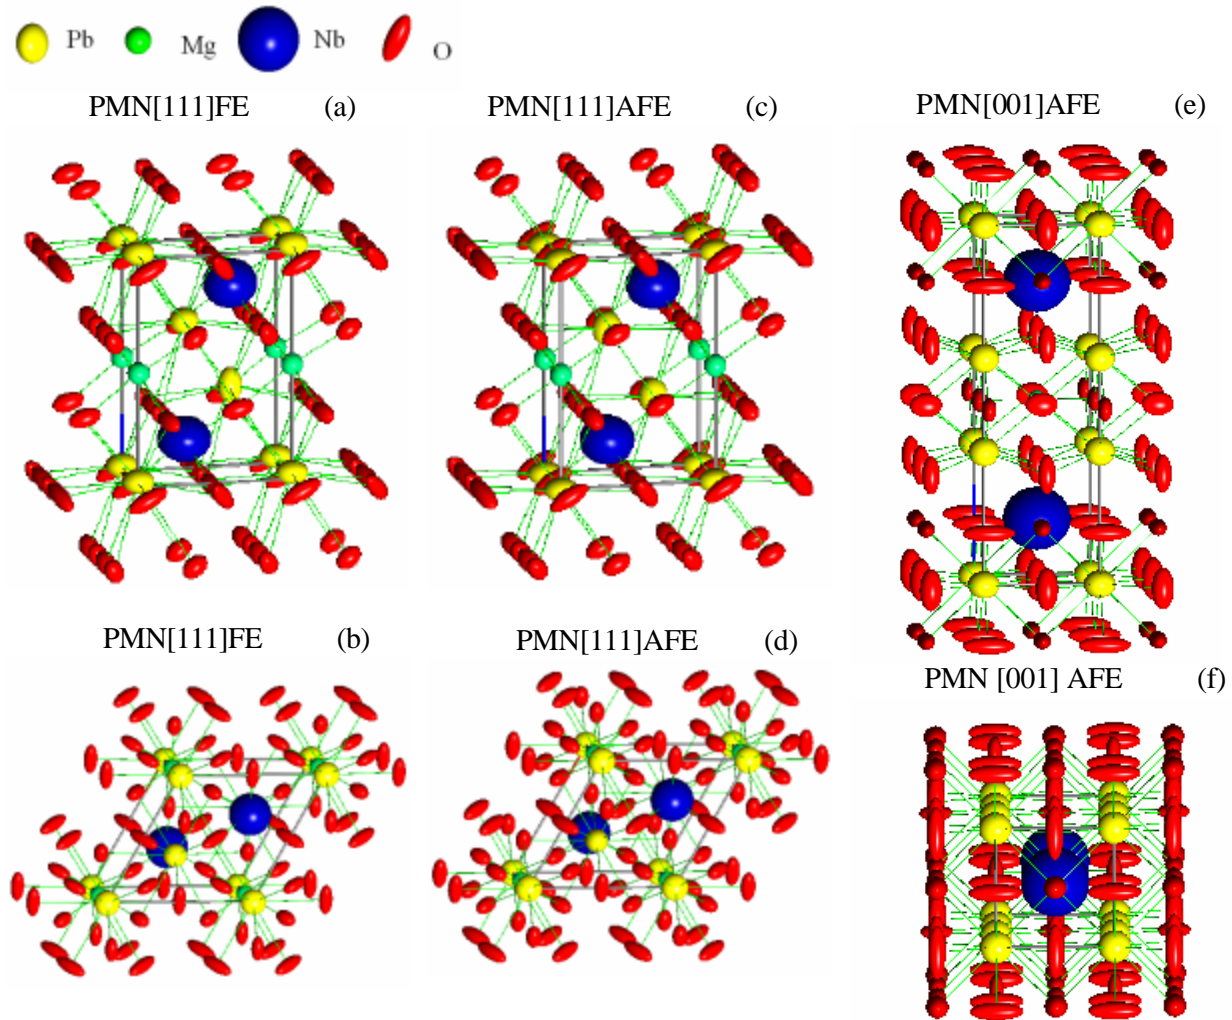 Pb Mg Nb O
PMN[111]FE (a)
PMN[111]AFE (c)
PMN[001]AFE (e)
PMN[111]FE (b)
PMN[111]AFE (d)
PMN [001] AFE (f)